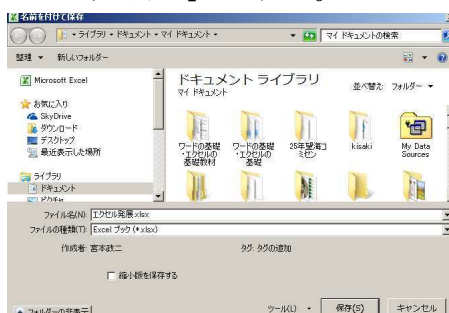 名前を付けて保存
ライブラリ ドキュメント マイ ドキュメント
マイ ドキュメントの検索
整理 新しいフォルダー
Microsoft Excel
お気に入り
SkyDrive
ダウンロード
デスクトップ
最近表示した場所
ライブラリ
ドキュメント
ドキュメント ライブラリ
マイ ドキュメント
並べ替え: フォルダー
ワードの基礎・エクセルの基礎教材
ワードの基礎・エクセルの基礎
kisaki
My Data Sources
ファイル名(N): エクセル発展.xlsx
ファイルの種類(T): Excel ブック (*.xlsx)
作成者: 宮本政二
タグ: タグの追加
縮小版を保存する
フォルダーの非表示
ツール(L)
保存(S)
キャンセル